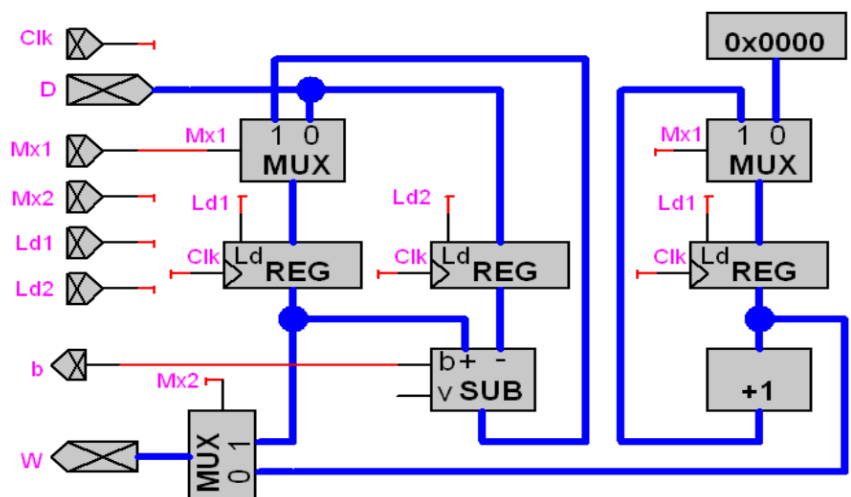 Clk
0x0000
D
1 0
1 0
Mx1
Mx1
MUX
Mx1
MUX
Mx2
Ld1
Ld2
Ld1
Ld1
Clk
Ld
REG
Clk
Ld
REG
Clk
Ld
REG
Ld2
b
b + -
v SUB
+1
Mx2
W
MUX
1
0